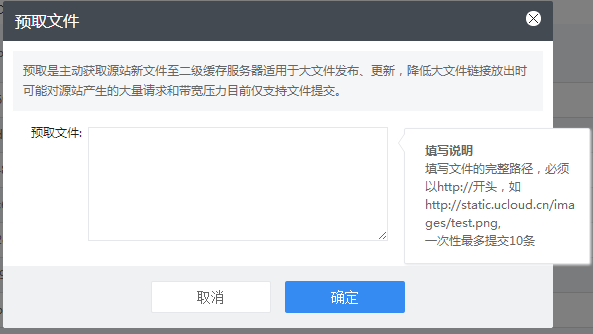 预取文件
预取是主动获取源站新文件至二级缓存服务器适用于大文件发布、更新，降低大文件链接放出时
可能对源站产生的大量请求和带宽压力目前仅支持文件提交。
预取文件:
填写说明
填写文件的完整路径，必须
以http://开头，如
http://static.ucloud.cn/ima
ges/test.png,
一次性最多提交10条
取消
确定